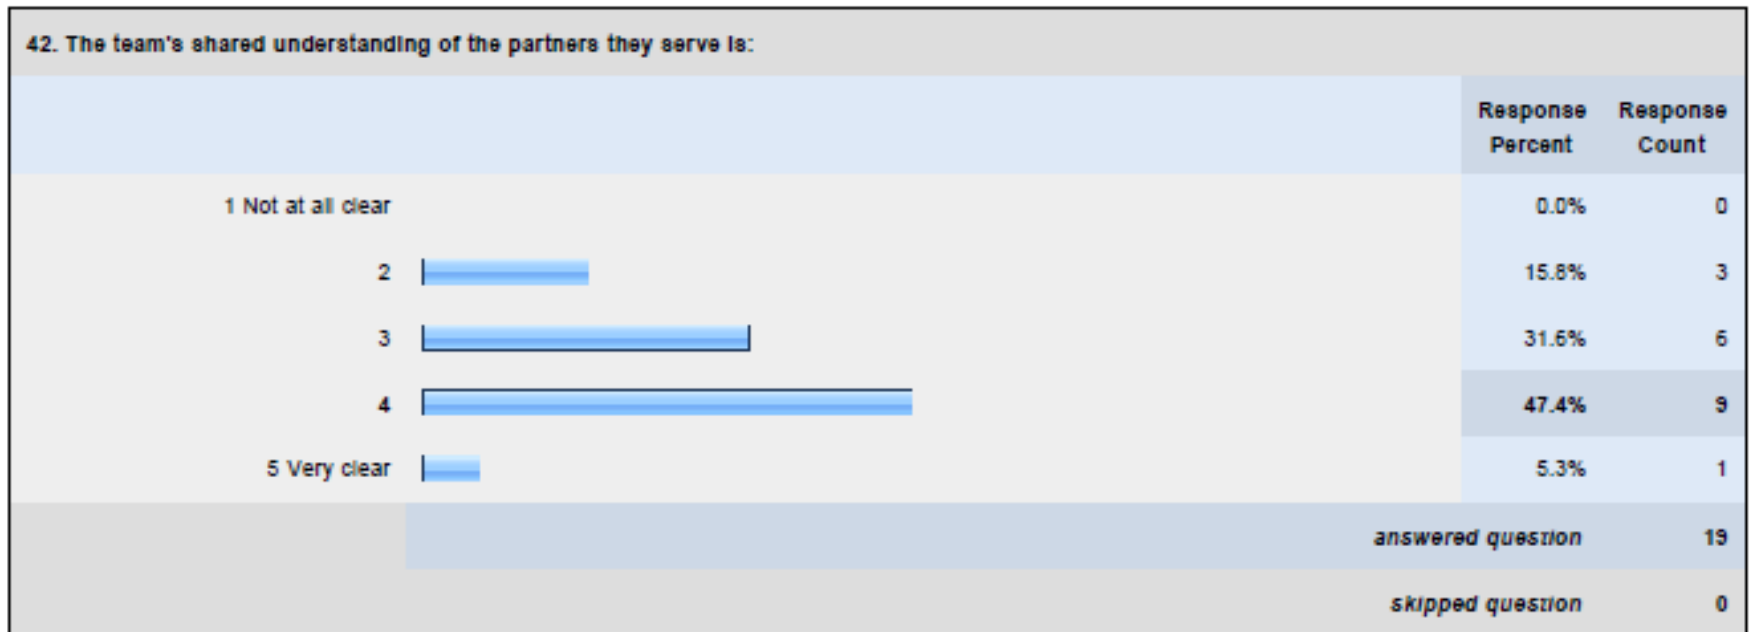 42. The team's shared understanding of the partners they serve is:
Response Percent Response Count
1 Not at all clear 0.0% 0
2 15.8% 3
3 31.6% 6
4 47.4% 9
5 Very clear 5.3% 1
answered question 19
skipped question 0